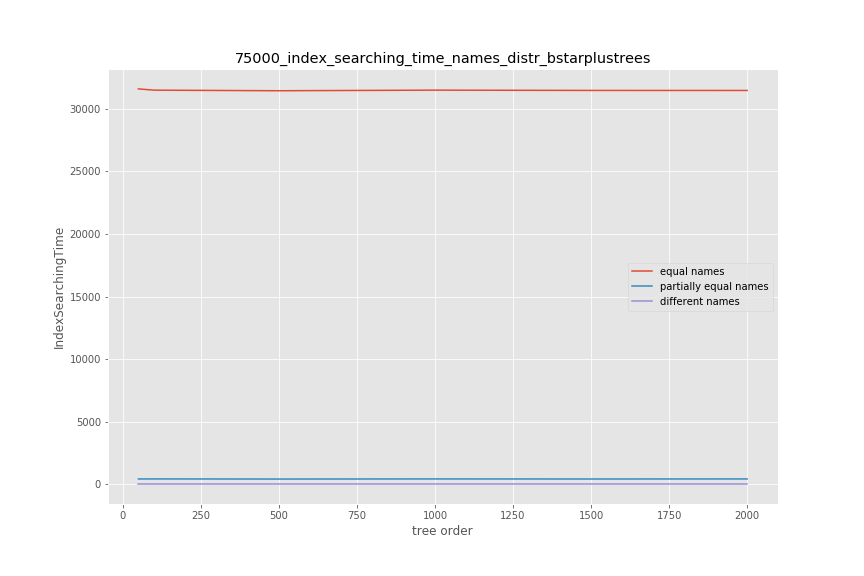 75000_index_searching_time_names_distr_bstarplustrees
30000
25000
20000
15000
10000
5000
0
IndexSearchingTime
equal names
partially equal names
different names
0 250 500 750 1000 1250 1500 1750 2000
tree order